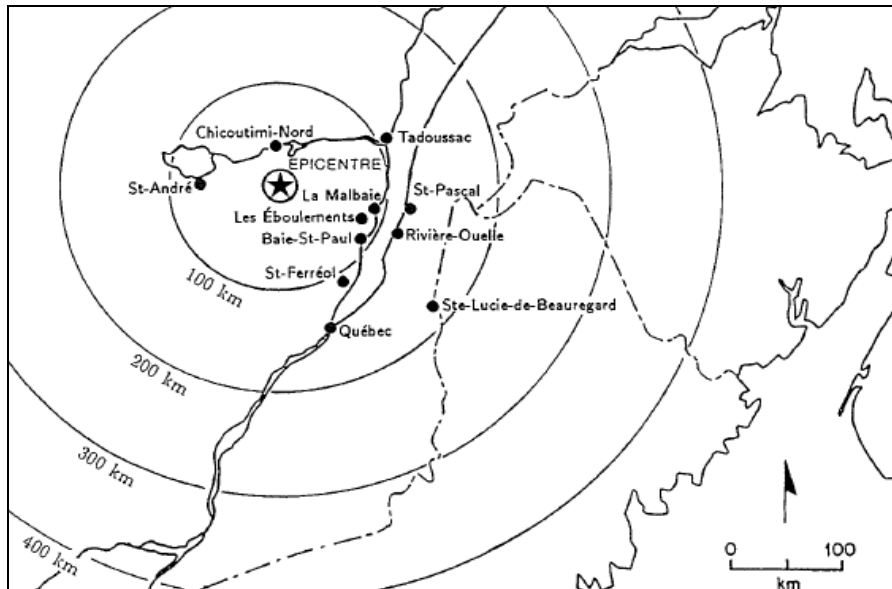 Chicoutimi-Nord
Tadoussac
ÉPICENTRE
St-André
La Malbaie
St-Pascal
Les Éboulements
Baie-St-Paul
Rivière-Ouelle
St-Ferréol
100 km
Ste-Lucie-de-Beauregard
Québec
200 km
300 km
400 km
0 100
km